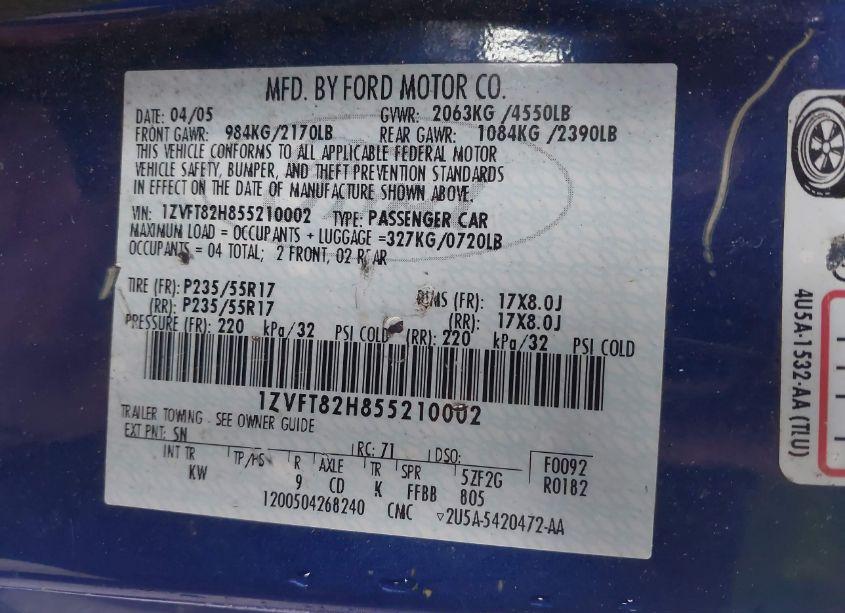 MFD. BY FORD MOTOR CO.
DATE: 04/05 GVWR: 2063KG /4550LB
FRONT GAWR: 984KG/2170LB REAR GAWR: 1084KG /2390LB
THIS VEHICLE CONFORMS TO ALL APPLICABLE FEDERAL MOTOR
VEHICLE SAFETY, BUMPER, AND THEFT PREVENTION STANDARDS
IN EFFECT ON THE DATE OF MANUFACTURE SHOWN ABOVE.
VIN: 1ZVFT82H855210002 TYPE: PASSENGER CAR
MAXIMUM LOAD = OCCUPANTS + LUGGAGE =327KG/0720LB
OCCUPANTS = 04 TOTAL; 2 FRONT, 02 REAR
TIRE (FR): P235/55R17 RIMS (FR): 17X8.0J
(RR): P235/55R17 (RR): 17X8.0J
PRESSURE (FR): 220 kPa/32 PSI COLD (RR): 220 kPa/32 PSI COLD
1ZVFT82H855210002
TRAILER TOWING - SEE OWNER GUIDE
EXT PNT: SN RC: 71 DSO:
INT TR TP/PS R AXLE TR SPR 5ZF2G F0092
KW 9 CD K FFBB 805 R0182
1200504268240 CMC ▽2U5A-5420472-AA
4U5A-1532-AA (TLU)